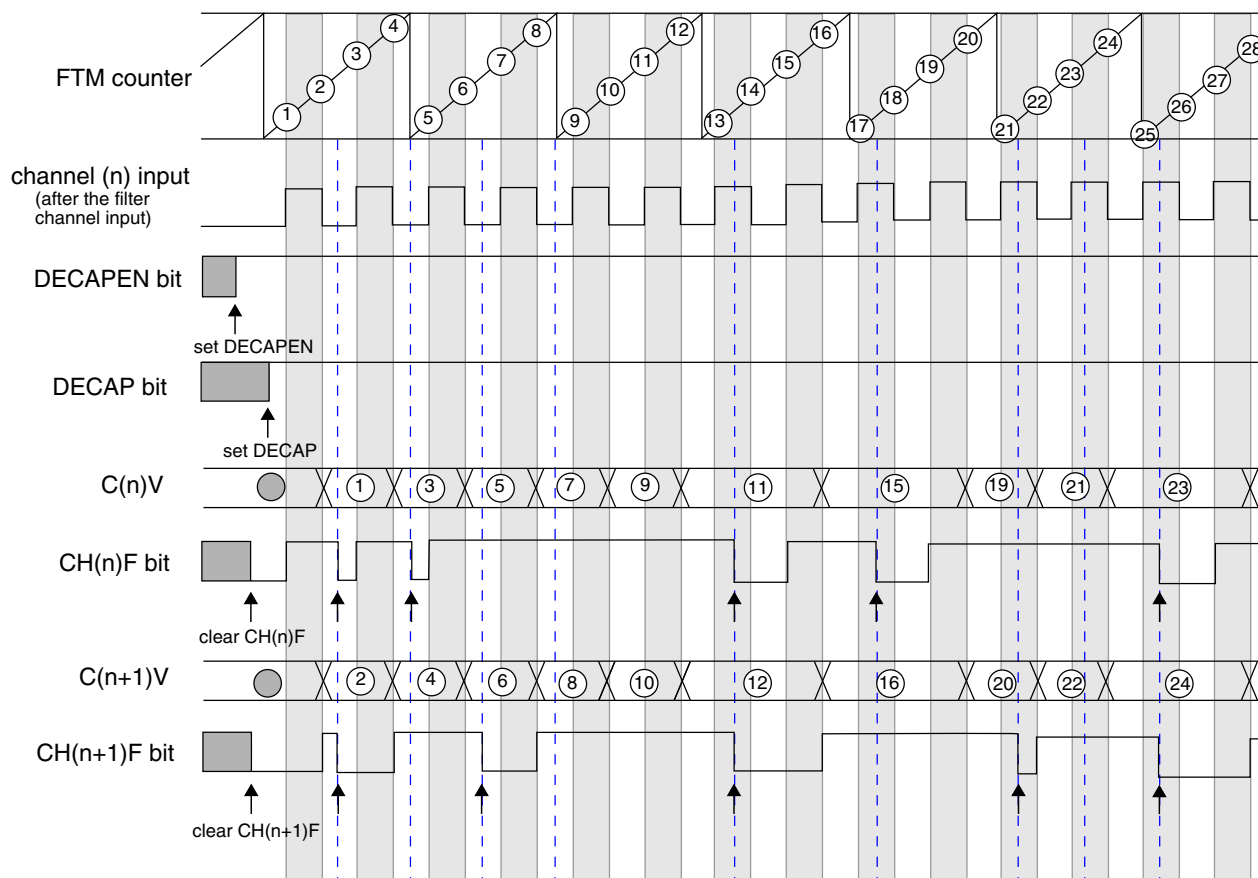 FTM counter
1 2 3 4 5 6 7 8 9 10 11 12 13 14 15 16 17 18 19 20 21 22 23 24 25 26 27 28
channel (n) input
(after the filter
channel input)
DECAPEN bit
set DECAPEN
DECAP bit
set DECAP
C(n)V 1 3 5 7 9 11 15 19 21 23
CH(n)F bit
clear CH(n)F
C(n+1)V 2 4 6 8 10 12 16 20 22 24
CH(n+1)F bit
clear CH(n+1)F